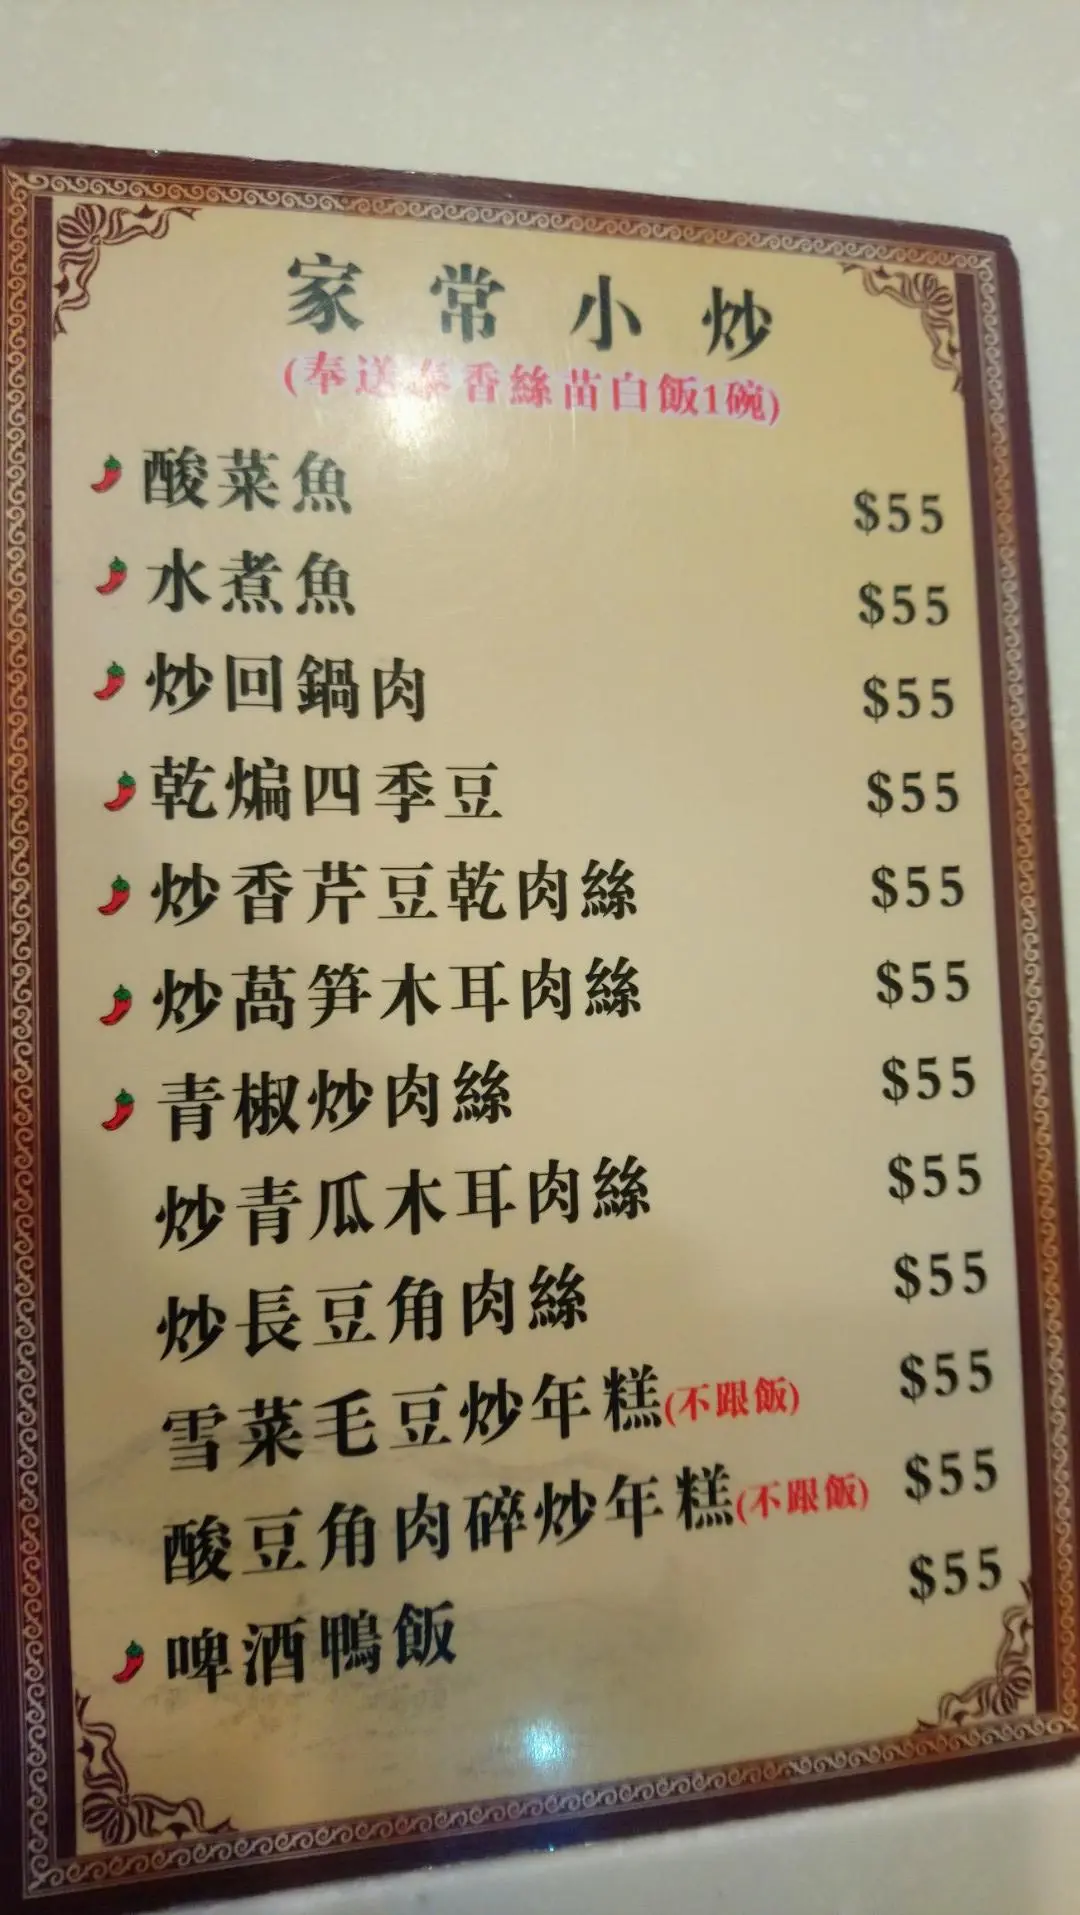 家常小炒
(奉送泰香絲苗白飯1碗)
酸菜魚 $55
水煮魚 $55
炒回鍋肉 $55
乾煸四季豆 $55
炒香芹豆乾肉絲 $55
炒萵笋木耳肉絲 $55
青椒炒肉絲 $55
炒青瓜木耳肉絲 $55
炒長豆角肉絲 $55
雪菜毛豆炒年糕(不跟飯) $55
酸豆角肉碎炒年糕(不跟飯) $55
啤酒鴨飯 $55